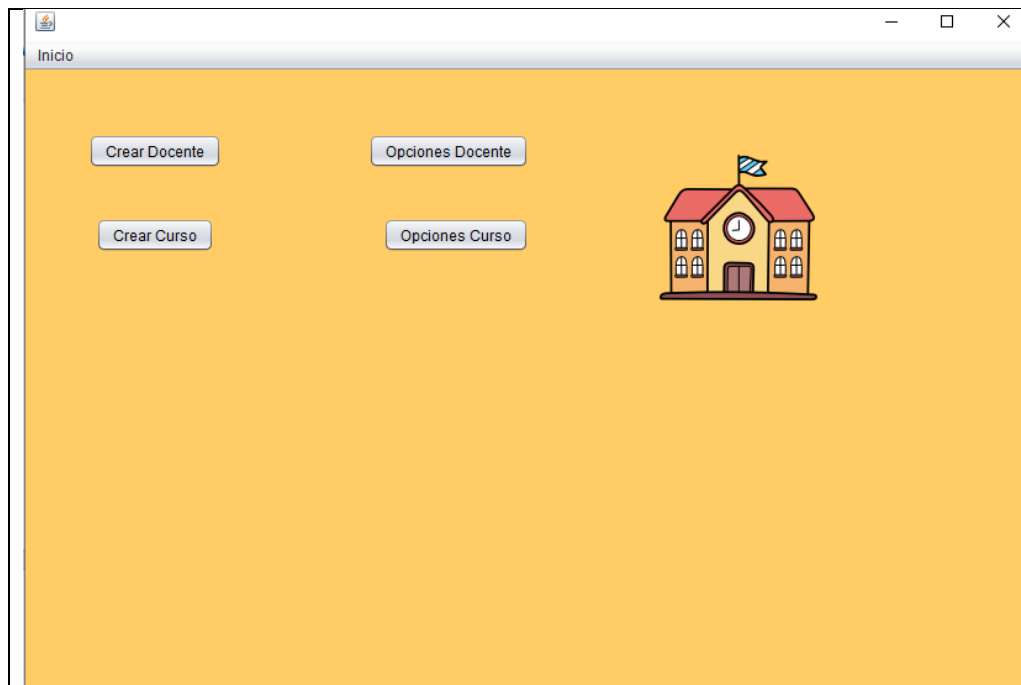 Inicio
Crear Docente
Opciones Docente
Crear Curso
Opciones Curso